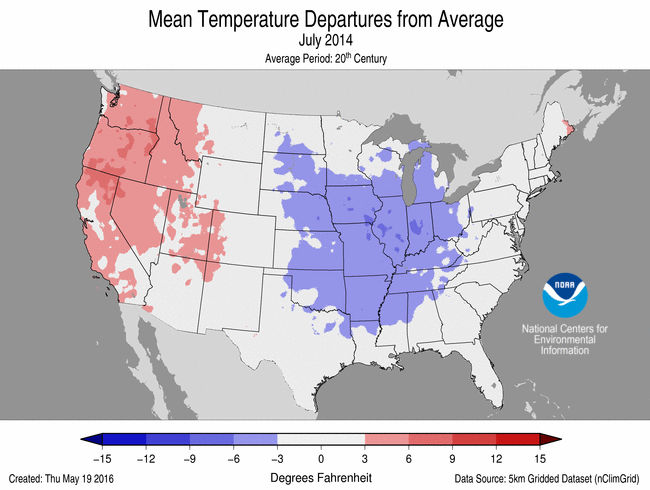 Mean Temperature Departures from Average
July 2014
Average Period: 20th Century
NOAA
National Centers for
Environmental
Information
−15 −12 −9 −6 −3 0 3 6 9 12 15
Created: Thu May 19 2016 Degrees Fahrenheit Data Source: 5km Gridded Dataset (nClimGrid)